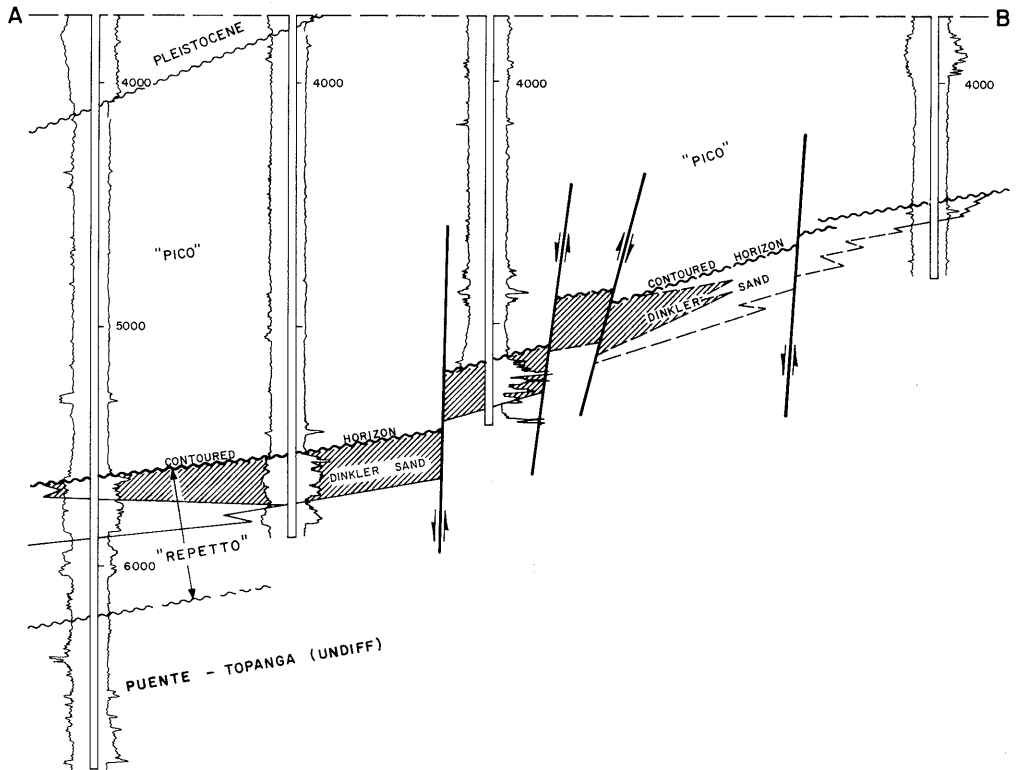 A
B
PLEISTOCENE
4000
4000
4000
4000
"PICO"
"PICO"
CONTOURED HORIZON
DINKLER SAND
5000
CONTOURED HORIZON
DINKLER SAND
"REPETTO"
6000
PUENTE - TOPANGA (UNDIFF)